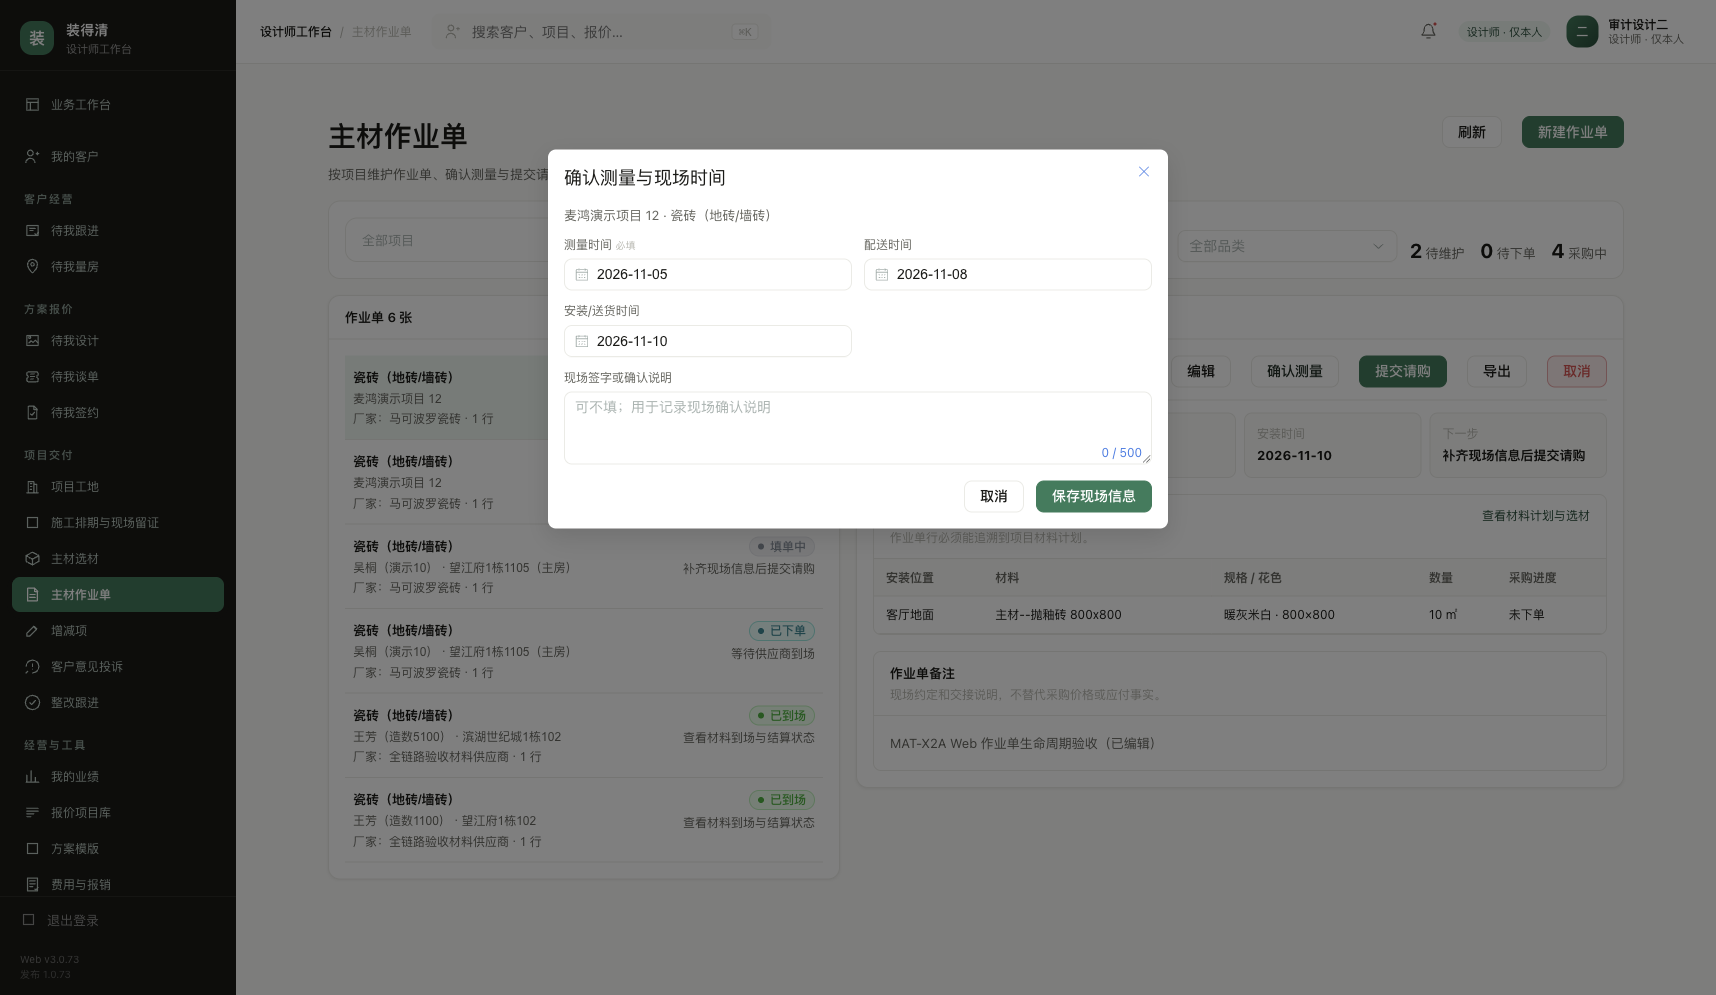 装
装得清
设计师工作台
业务工作台
我的客户
客户经营
待我跟进
待我量房
方案报价
待我设计
待我谈单
待我签约
项目交付
项目工地
施工排期与现场留证
主材选材
主材作业单
增减项
客户意见投诉
整改跟进
经营与工具
我的业绩
报价项目库
方案模版
费用与报销
退出登录
Web v3.0.73
发布 1.0.73
设计师工作台 / 主材作业单
搜索客户、项目、报价...
⌘K
设计师 · 仅本人
二
审计设计二
设计师 · 仅本人
主材作业单
按项目维护作业单、确认测量与提交请
刷新
新建作业单
全部项目
全部品类
2 待维护
0 待下单
4 采购中
作业单 6 张
瓷砖（地砖/墙砖）
麦鸿演示项目 12
厂家：马可波罗瓷砖 · 1 行
瓷砖（地砖/墙砖）
麦鸿演示项目 12
厂家：马可波罗瓷砖 · 1 行
瓷砖（地砖/墙砖）
填单中
吴桐（演示10） · 望江府1栋1105（主房）
补齐现场信息后提交请购
厂家：马可波罗瓷砖 · 1 行
瓷砖（地砖/墙砖）
已下单
吴桐（演示10） · 望江府1栋1105（主房）
等待供应商到场
厂家：马可波罗瓷砖 · 1 行
瓷砖（地砖/墙砖）
已到场
王芳（造数5100） · 滨湖世纪城1栋102
查看材料到场与结算状态
厂家：全链路验收材料供应商 · 1 行
瓷砖（地砖/墙砖）
已到场
王芳（造数1100） · 望江府1栋102
查看材料到场与结算状态
厂家：全链路验收材料供应商 · 1 行
编辑
确认测量
提交请购
导出
取消
安装时间
2026-11-10
下一步
补齐现场信息后提交请购
查看材料计划与选材
作业单行必须能追溯到项目材料计划。
安装位置 材料 规格 / 花色 数量 采购进度
客厅地面 主材--抛釉砖 800x800 暖灰米白 · 800×800 10 ㎡ 未下单
作业单备注
现场约定和交接说明，不替代采购价格或应付事实。
MAT-X2A Web 作业单生命周期验收（已编辑）
确认测量与现场时间
麦鸿演示项目 12 · 瓷砖（地砖/墙砖）
测量时间 必填
配送时间
2026-11-05
2026-11-08
安装/送货时间
2026-11-10
现场签字或确认说明
可不填；用于记录现场确认说明
0 / 500
取消
保存现场信息